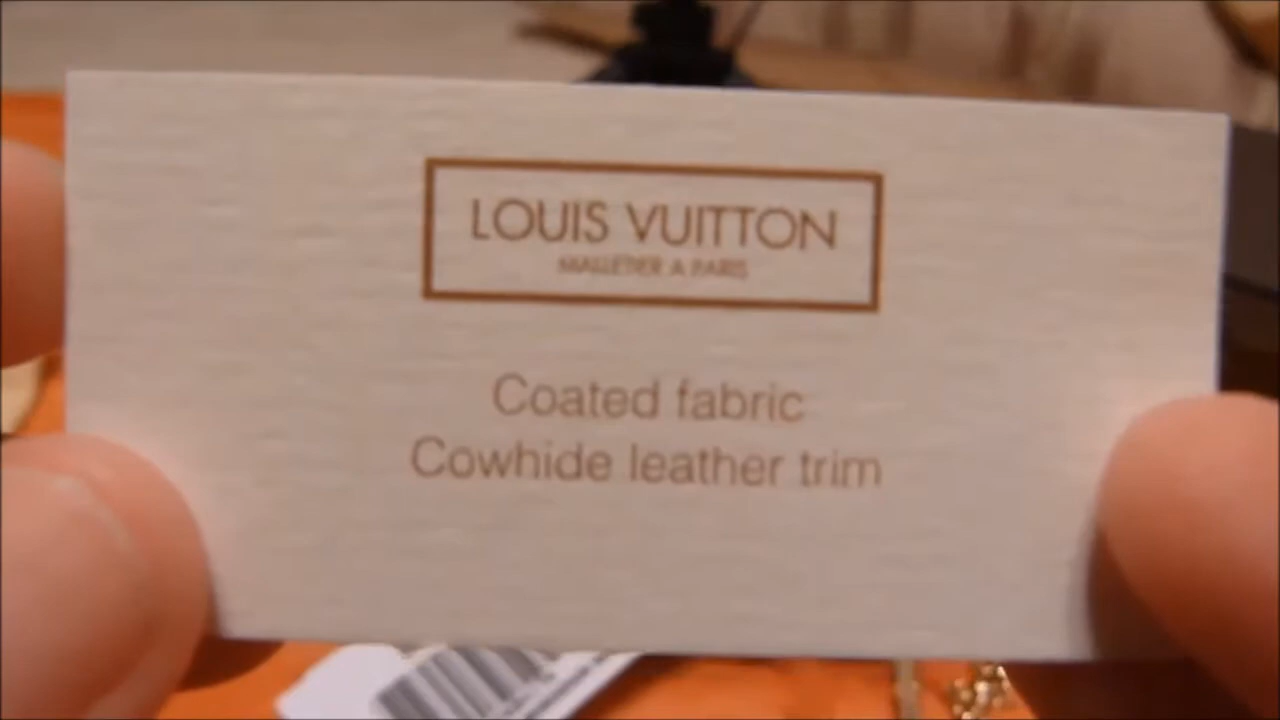 LOUIS VUITTON
MALLETIER A PARIS
Coated fabric
Cowhide leather trim